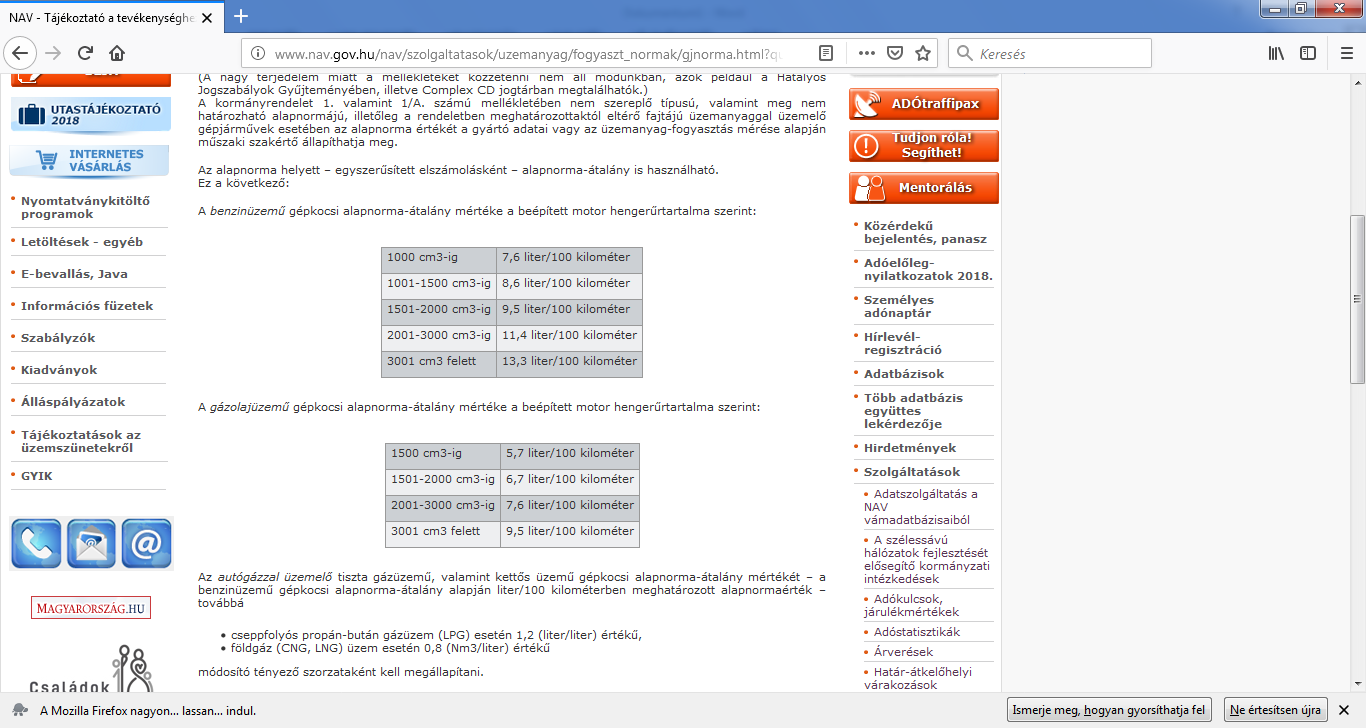 NAV - Tájékoztató a tevékenységhe
www.nav.gov.hu/nav/szolgaltatasok/uzemanyag/fogyaszt_normak/gjnorma.html?q
Keresés
UTASTÁJÉKOZTATÓ
2018
INTERNETES
VÁSÁRLÁS
Nyomtatványkitöltő
programok
Letöltések - egyéb
E-bevallás, Java
Információs füzetek
Szabályzók
Kiadványok
Álláspályázatok
Tájékoztatások az
üzemszünetekről
GYIK
MAGYARORSZÁG.HU
Családok
(A nagy terjedelem miatt a mellékleteket közzétenni nem áll módunkban, azok például a Hatályos
Jogszabályok Gyűjteményében, illetve Complex CD jogtárban megtalálhatók.)
A kormányrendelet 1. valamint 1/A. számú mellékletében nem szereplő típusú, valamint meg nem
határozható alapnormájú, illetőleg a rendeletben meghatározottaktól eltérő fajtájú üzemanyaggal üzemelő
gépjárművek esetében az alapnorma értékét a gyártó adatai vagy az üzemanyag-fogyasztás mérése alapján
műszaki szakértő állapíthatja meg.
Az alapnorma helyett – egyszerűsített elszámolásként – alapnorma-átalány is használható.
Ez a következő:
A benzinüzemű gépkocsi alapnorma-átalány mértéke a beépített motor hengerűrtartalma szerint:
1000 cm3-ig 7,6 liter/100 kilométer
1001-1500 cm3-ig 8,6 liter/100 kilométer
1501-2000 cm3-ig 9,5 liter/100 kilométer
2001-3000 cm3-ig 11,4 liter/100 kilométer
3001 cm3 felett 13,3 liter/100 kilométer
A gázolajüzemű gépkocsi alapnorma-átalány mértéke a beépített motor hengerűrtartalma szerint:
1500 cm3-ig 5,7 liter/100 kilométer
1501-2000 cm3-ig 6,7 liter/100 kilométer
2001-3000 cm3-ig 7,6 liter/100 kilométer
3001 cm3 felett 9,5 liter/100 kilométer
Az autógázzal üzemelő tiszta gázüzemű, valamint kettős üzemű gépkocsi alapnorma-átalány mértékét – a
benzinüzemű gépkocsi alapnorma-átalány alapján liter/100 kilométerben meghatározott alapnormaérték –
továbbá
• cseppfolyós propán-bután gázüzem (LPG) esetén 1,2 (liter/liter) értékű,
• földgáz (CNG, LNG) üzem esetén 0,8 (Nm3/liter) értékű
módosító tényező szorzataként kell megállapítani.
ADÓtraffipax
Tudjon róla!
Segíthet!
Mentorálás
Közérdekű
bejelentés, panasz
Adóelőleg-
nyilatkozatok 2018.
Személyes
adónaptár
Hírlevél-
regisztráció
Adatbázisok
Több adatbázis
együttes
lekérdezője
Hirdetmények
Szolgáltatások
Adatszolgáltatás a
NAV
vámadatbázisaiból
A szélessávú
hálózatok fejlesztését
elősegítő kormányzati
intézkedések
Adókulcsok,
járulékmértékek
Adóstatisztikák
Árverések
Határ-átkelőhelyi
várakozások
A Mozilla Firefox nagyon... lassan... indul.
Ismerje meg, hogyan gyorsíthatja fel
Ne értesítsen újra